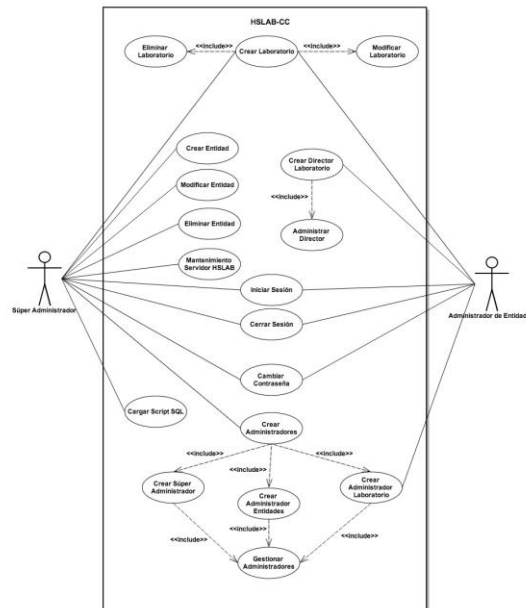 HSLAB-CC
Eliminar
Laboratorio
<<include>>
Crear Laboratorio
<<include>>
Modificar
Laboratorio
Crear Entidad
Crear Director
Laboratorio
Modificar Entidad
<<include>>
Eliminar Entidad
Administrar
Director
Mantenimiento
Servidor HSLAB
Súper Administrador
Iniciar Sesión
Administrador de Entidad
Cerrar Sesión
Cambiar
Contraseña
Cargar Script SQL
Crear
Administradores
<<include>>
<<include>>
<<include>>
Crear Súper
Administrador
Crear
Administrador
Entidades
Crear
Administrador
Laboratorio
<<include>>
<<include>>
<<include>>
Gestionar
Administradores